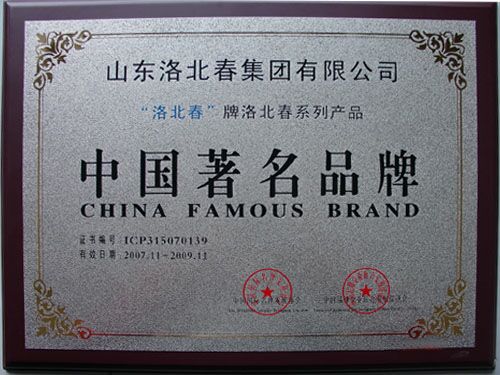 山东洛北春集团有限公司
“洛北春”牌洛北春系列产品
中国著名品牌
CHINA FAMOUS BRAND
证书编号 ICP315070139
有效日期 2007.11-2009.11